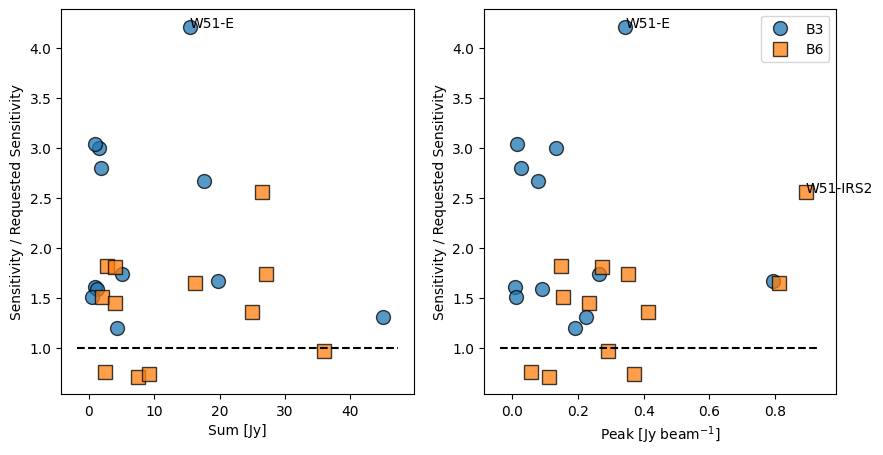 W51-E
4.0
3.5
3.0
2.5
2.0
1.5
1.0
0
10
20
30
40
Sum [Jy]
Sensitivity / Requested Sensitivity
W51-E
B3
B6
W51-IRS2
4.0
3.5
3.0
2.5
2.0
1.5
1.0
0.0
0.2
0.4
0.6
0.8
Peak [Jy beam⁻¹]
Sensitivity / Requested Sensitivity